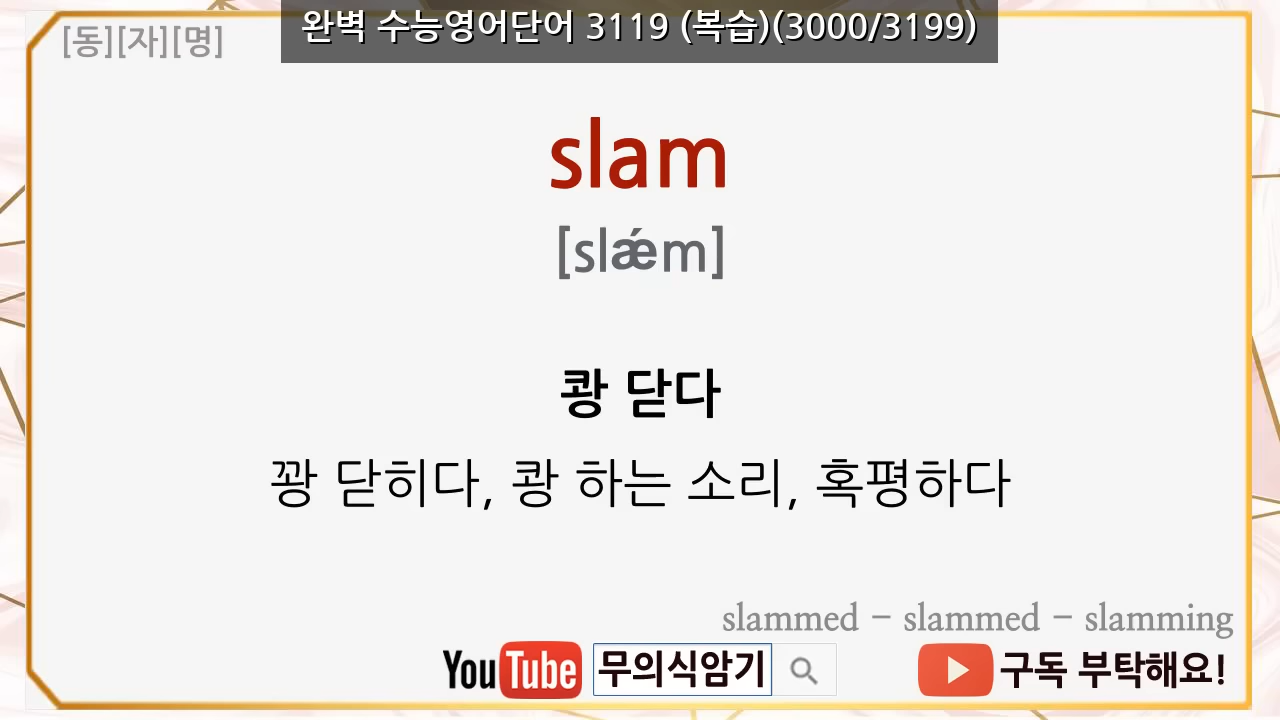 완벽 수능영어단어 3119 (복습)(3000/3199)
[동][자][명]
slam
[slǽm]
쾅 닫다
꽝 닫히다, 쾅 하는 소리, 혹평하다
slammed - slammed - slamming
YouTube 무의식암기 구독 부탁해요!